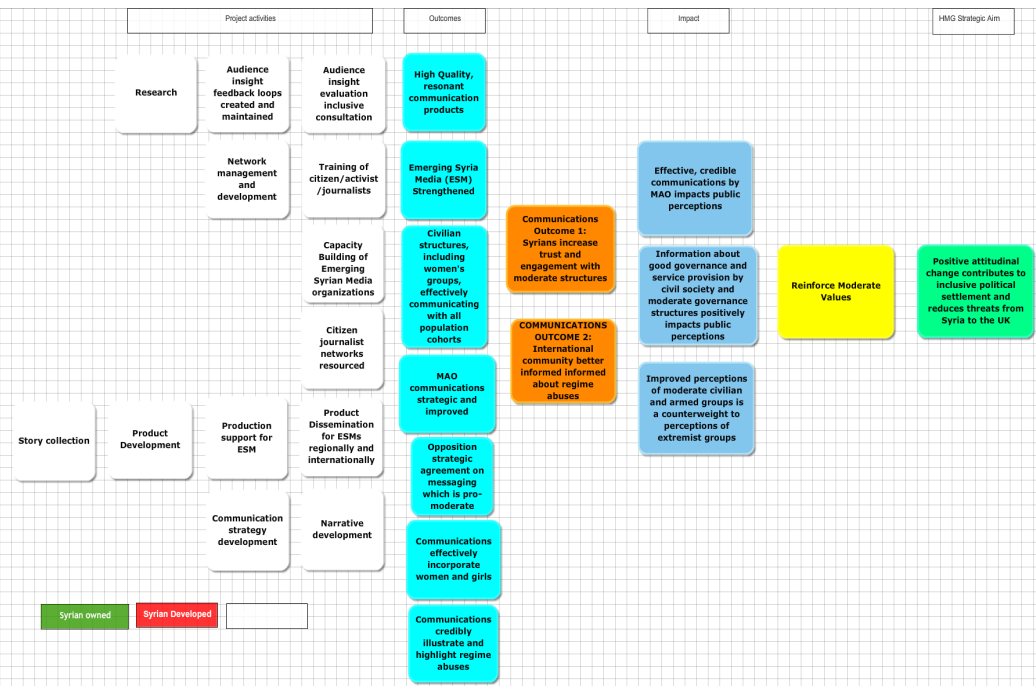 Project activities
Outcomes
Impact
HMG Strategic Aim
Research
Audience
insight
feedback loops
created and
maintained
Audience
insight
evaluation
inclusive
consultation
High Quality,
resonant
communication
products
Network
management
and
development
Training of
citizen/activist
/journalists
Emerging Syria
Media (ESM)
Strengthened
Capacity
Building of
Emerging
Syrian Media
organizations
Civilian
structures,
including
women's
groups,
effectively
communicating
with all
population
cohorts
Citizen
journalist
networks
resourced
MAO
communications
strategic and
improved
Story collection
Product
Development
Production
support for
ESM
Product
Dissemination
for ESMs
regionally and
internationally
Opposition
strategic
agreement on
messaging
which is pro-
moderate
Communication
strategy
development
Narrative
development
Communications
effectively
incorporate
women and girls
Communications
credibly
illustrate and
highlight regime
abuses
Communications
Outcome 1:
Syrians increase
trust and
engagement with
moderate structures
COMMUNICATIONS
OUTCOME 2:
International
community better
informed informed
about regime
abuses
Effective, credible
communications by
MAO impacts public
perceptions
Information about
good governance and
service provision by
civil society and
moderate governance
structures positively
impacts public
perceptions
Improved perceptions
of moderate civilian
and armed groups is
a counterweight to
perceptions of
extremist groups
Reinforce Moderate
Values
Positive attitudinal
change contributes to
inclusive political
settlement and
reduces threats from
Syria to the UK
Syrian owned
Syrian Developed